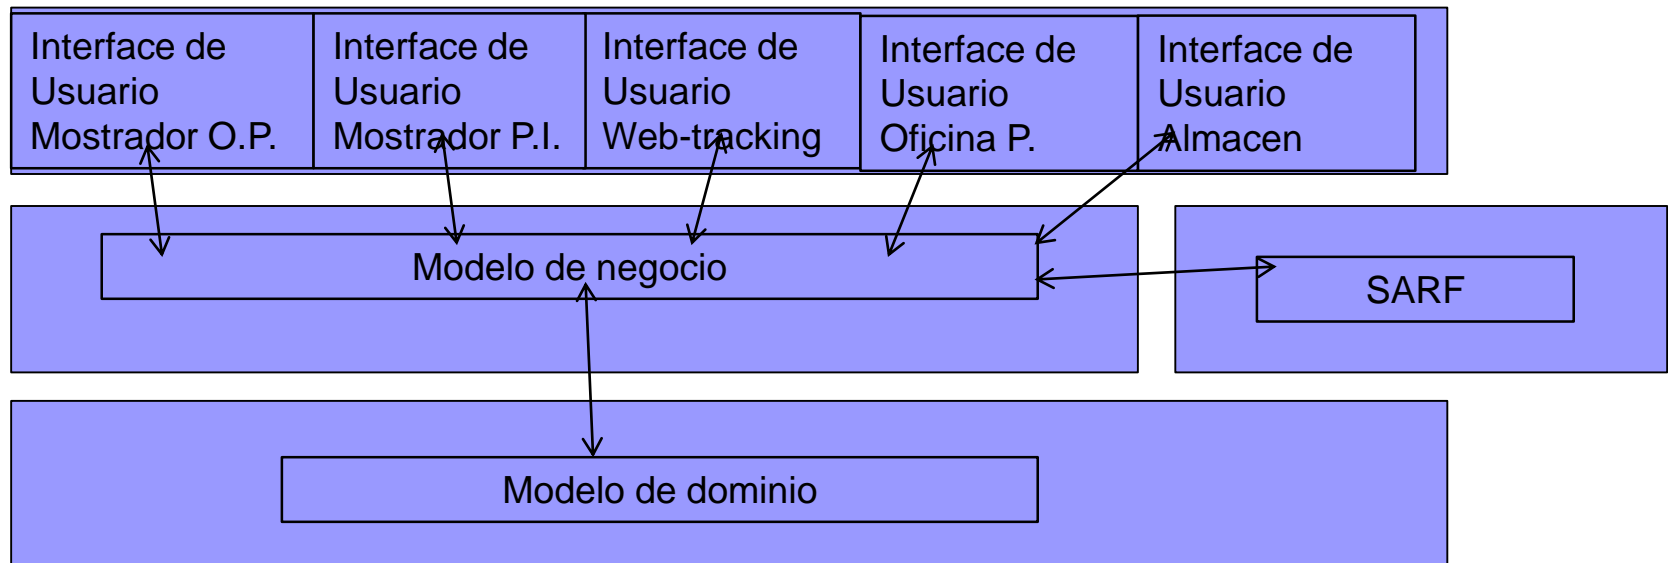 Interface de
Usuario
Mostrador O.P.
Interface de
Usuario
Mostrador P.I.
Interface de
Usuario
Web-tracking
Interface de
Usuario
Oficina P.
Interface de
Usuario
Almacen
Modelo de negocio
SARF
Modelo de dominio